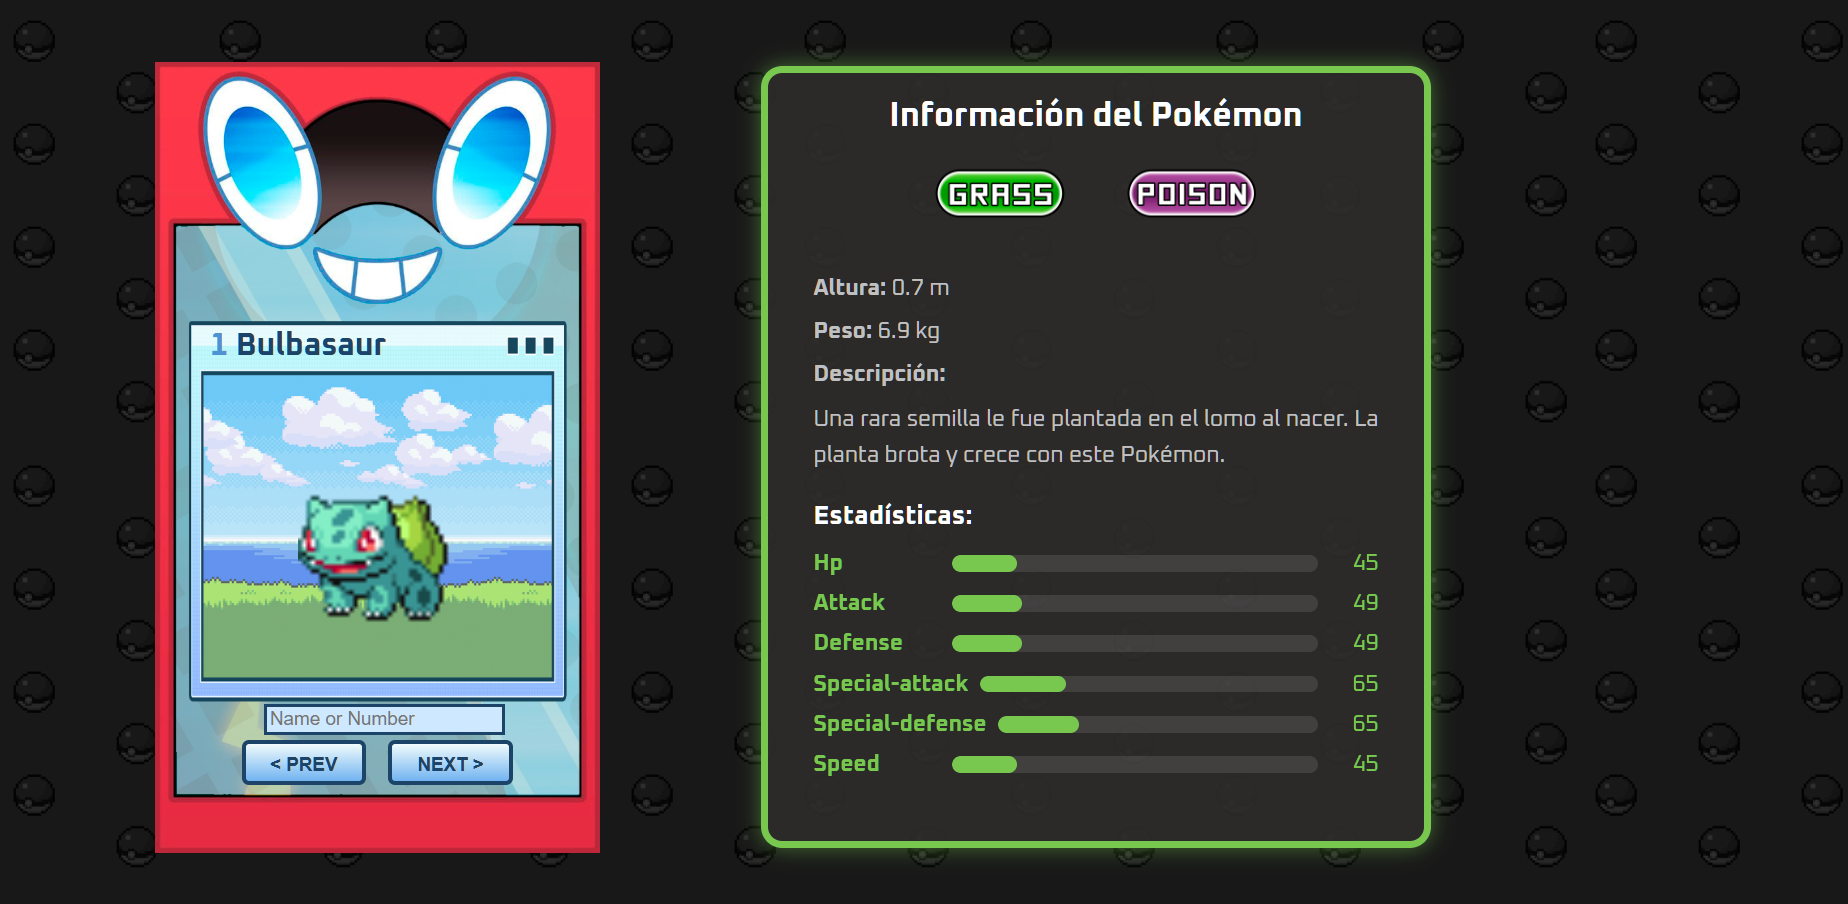 1 Bulbasaur
Name or Number
< PREV
NEXT >
Información del Pokémon
GRASS
POISON
Altura: 0.7 m
Peso: 6.9 kg
Descripción:
Una rara semilla le fue plantada en el lomo al nacer. La
planta brota y crece con este Pokémon.
Estadísticas:
Hp 45
Attack 49
Defense 49
Special-attack 65
Special-defense 65
Speed 45